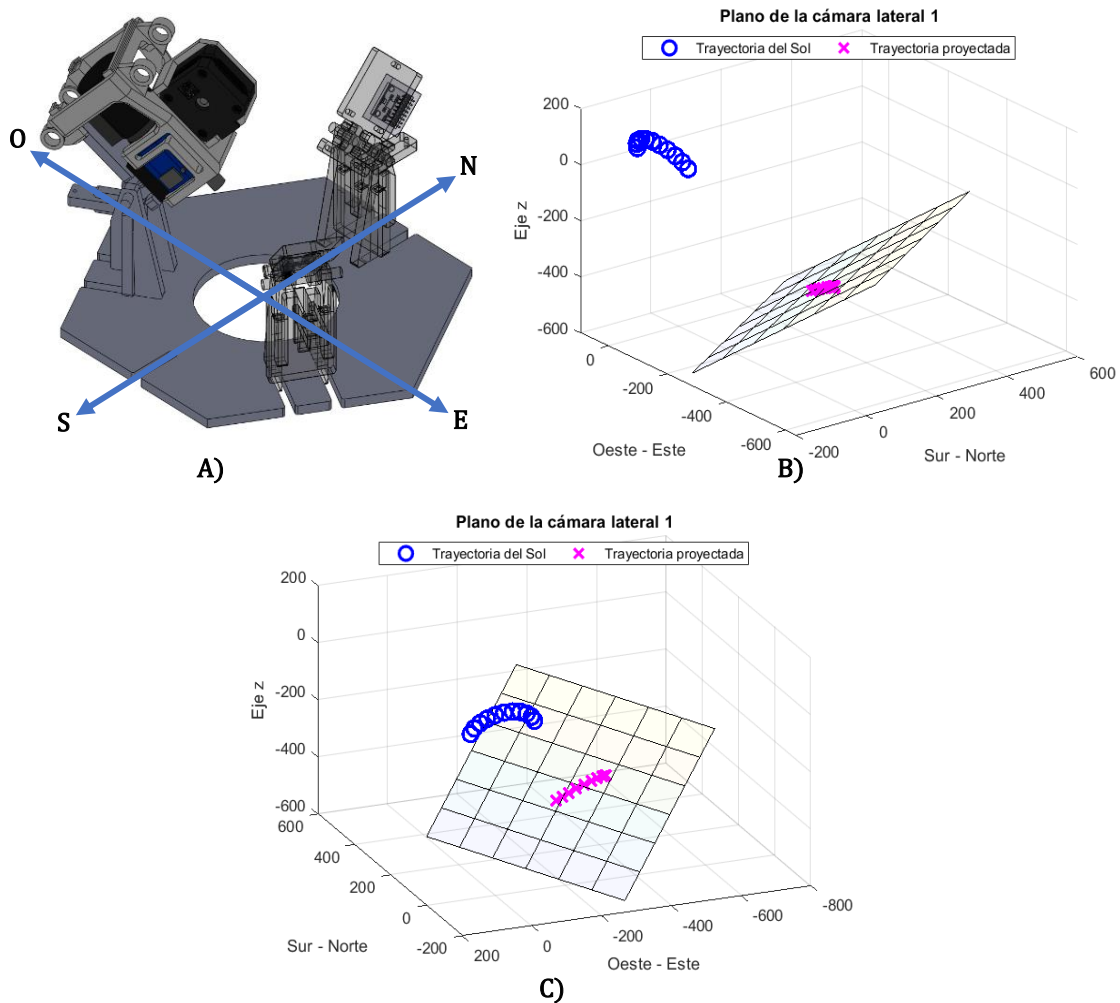 O
N
S
E
A)
Plano de la cámara lateral 1
Trayectoria del Sol
Trayectoria proyectada
200
0
-200
-400
-600
Eje z
0
-200
-400
-600
Oeste - Este
-200
0
200
400
600
Sur - Norte
B)
Plano de la cámara lateral 1
Trayectoria del Sol
Trayectoria proyectada
200
0
-200
-400
-600
Eje z
600
400
200
0
-200
Sur - Norte
200
0
-200
-400
-600
-800
Oeste - Este
C)